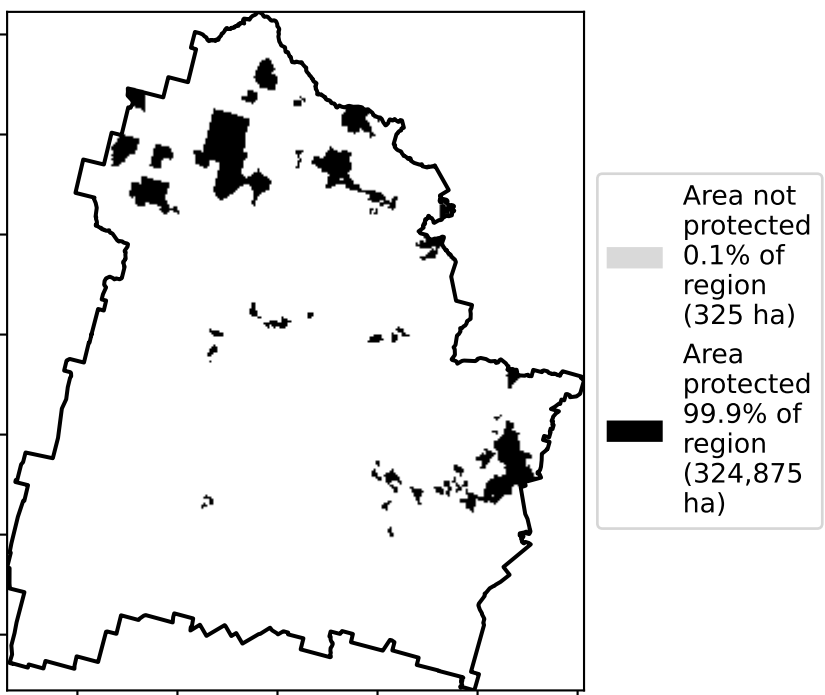 Area not
protected
0.1% of
region
(325 ha)
Area
protected
99.9% of
region
(324,875
ha)